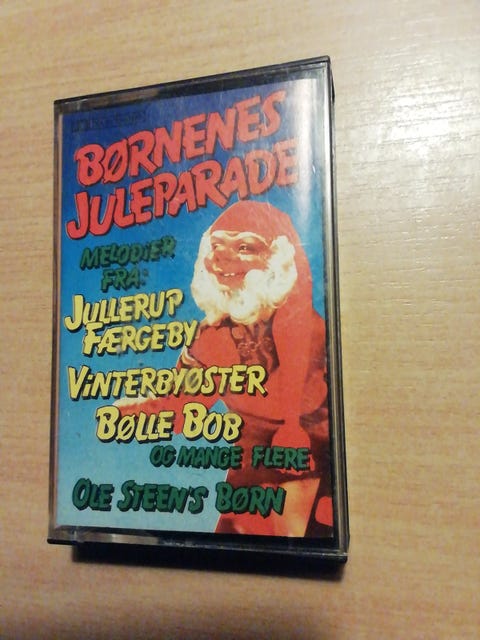 BØRNENES
JULEPARADE
MELODIER
FRA:
JULLERUP
FÆRGEBY
VINTERBYØSTER
BØLLE BOB
OG MANGE FLERE
OLE STEEN'S BØRN